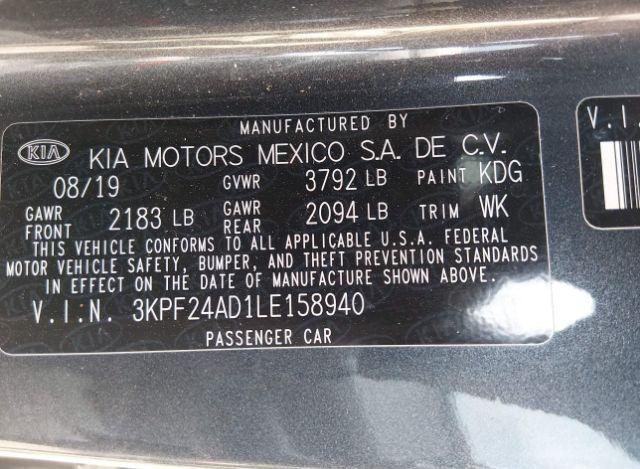 MANUFACTURED BY
KIA KIA MOTORS MEXICO S.A. DE C.V.
08/19 GVWR 3792 LB PAINT KDG
GAWR FRONT 2183 LB GAWR REAR 2094 LB TRIM WK
THIS VEHICLE CONFORMS TO ALL APPLICABLE U.S.A. FEDERAL
MOTOR VEHICLE SAFETY, BUMPER, AND THEFT PREVENTION STANDARDS
IN EFFECT ON THE DATE OF MANUFACTURE SHOWN ABOVE.
V.I.N. 3KPF24AD1LE158940
PASSENGER CAR
V.I.